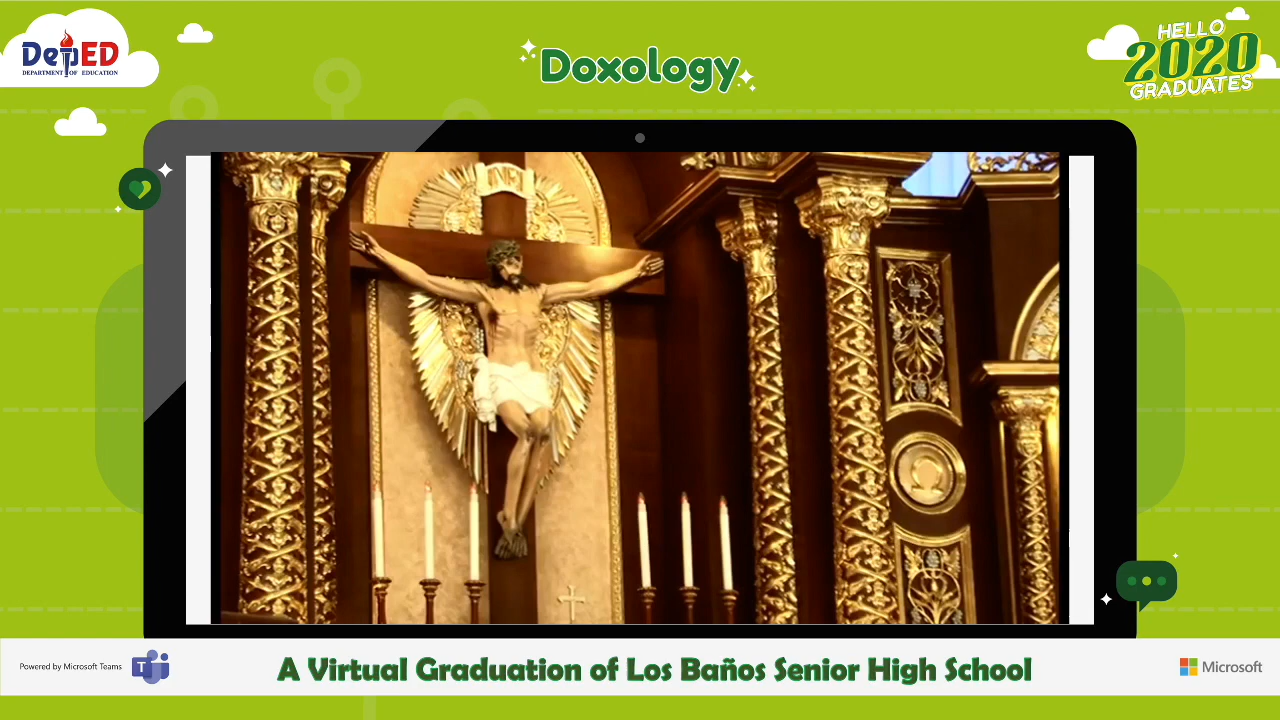 DepED
DEPARTMENT OF EDUCATION
Doxology
HELLO
2020
GRADUATES
INRI
Ω
Powered by Microsoft Teams
T
A Virtual Graduation of Los Baños Senior High School
Microsoft